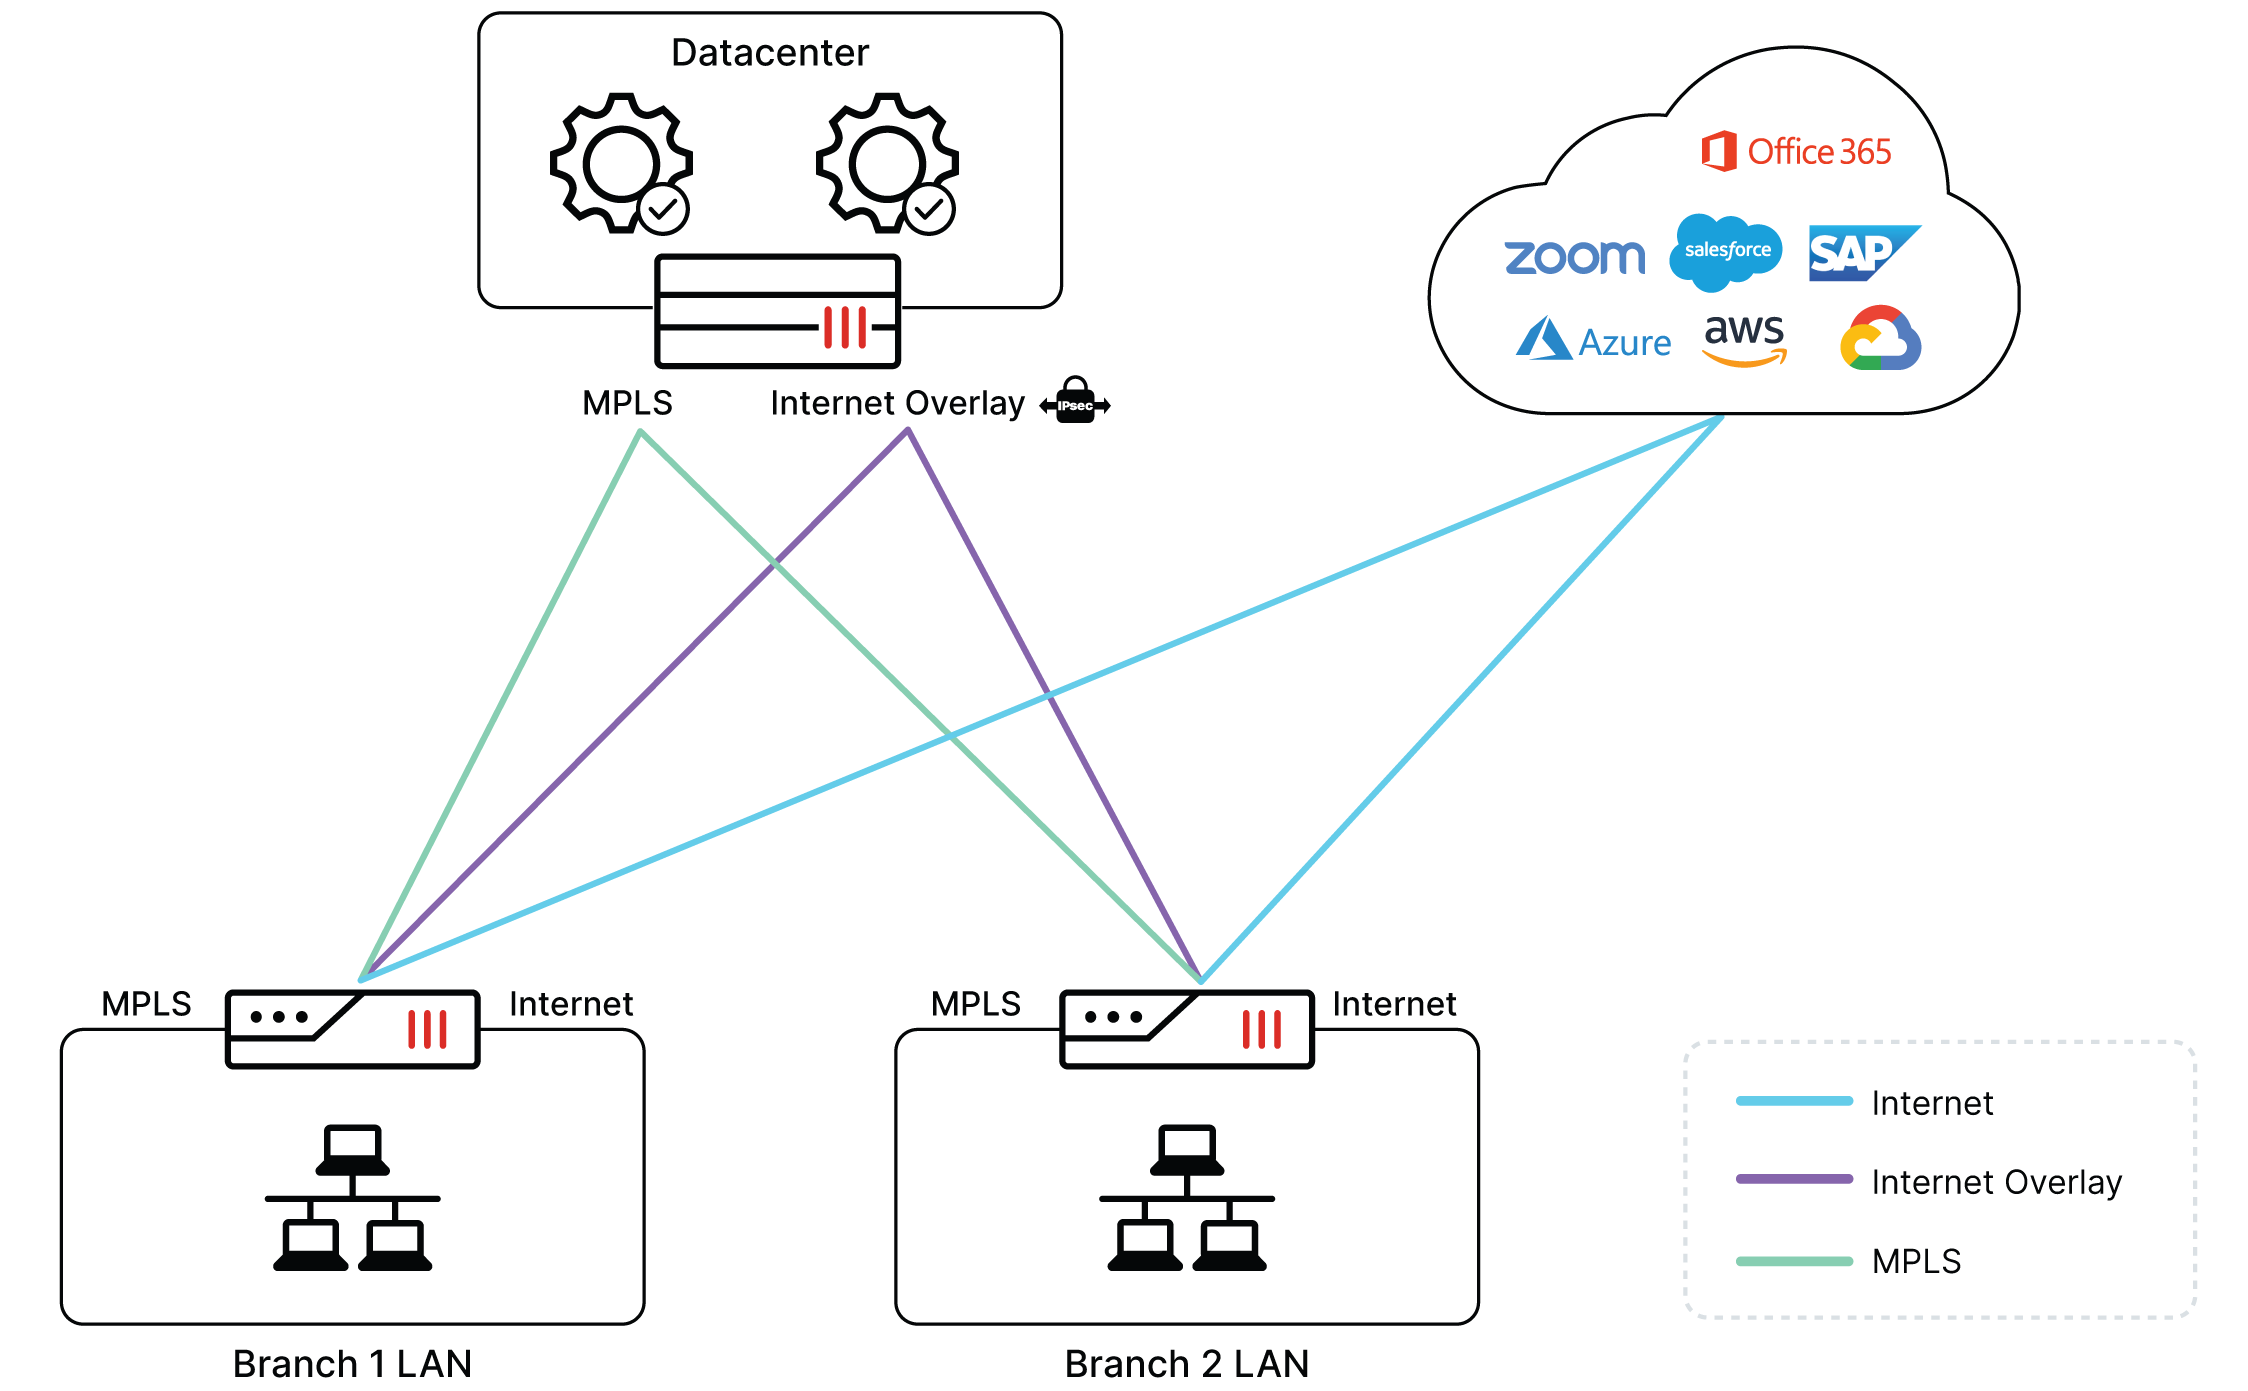 Datacenter
Office 365
zoom
salesforce
SAP
Azure
aws
MPLS
Internet Overlay
IPsec
MPLS
Internet
MPLS
Internet
Internet
Internet Overlay
MPLS
Branch 1 LAN
Branch 2 LAN